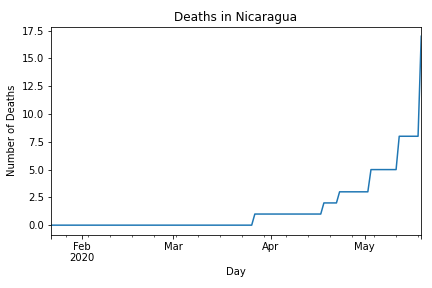 Deaths in Nicaragua
17.5
15.0
12.5
10.0
7.5
5.0
2.5
0.0
Number of Deaths
Feb
2020
Mar
Apr
May
Day